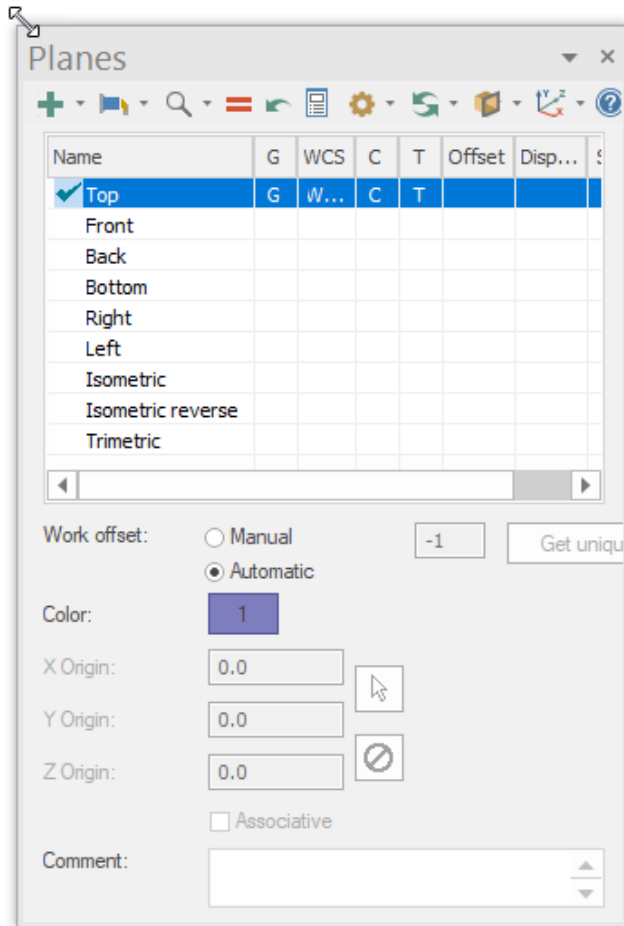 Planes
Name G WCS C T Offset Disp... S
Top G W... C T
Front
Back
Bottom
Right
Left
Isometric
Isometric reverse
Trimetric
Work offset: Manual -1 Get uniqu
Automatic
Color: 1
X Origin: 0.0
Y Origin: 0.0
Z Origin: 0.0
Associative
Comment: